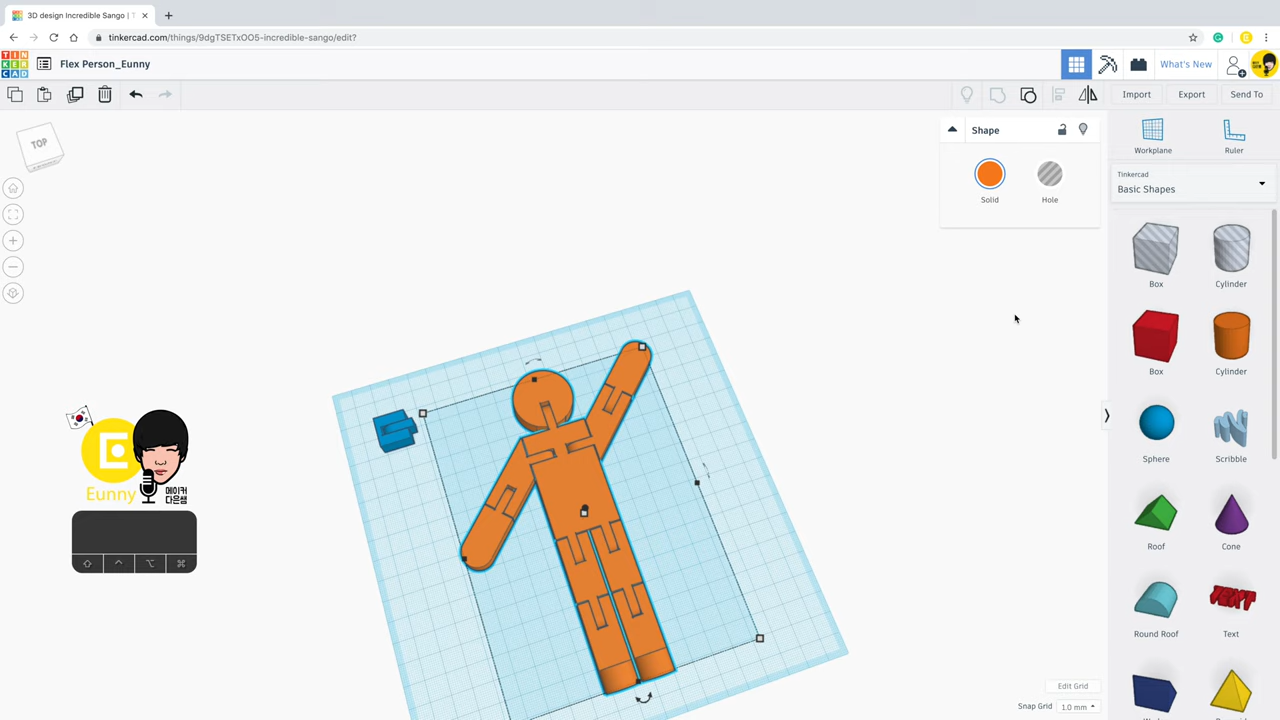 3D design Incredible Sango | T
tinkercad.com/things/9dgTSETxOO5-incredible-sango/edit?
E
TIN
KER
CAD
Flex Person_Eunny
What's New
Import
Export
Send To
TOP
Shape
Solid
Hole
Workplane
Ruler
Tinkercad
Basic Shapes
Box
Cylinder
Box
Cylinder
Sphere
Scribble
Roof
Cone
TEXT
Round Roof
Text
E
Eunny
메이커
다은쌤
Edit Grid
Snap Grid
1.0 mm